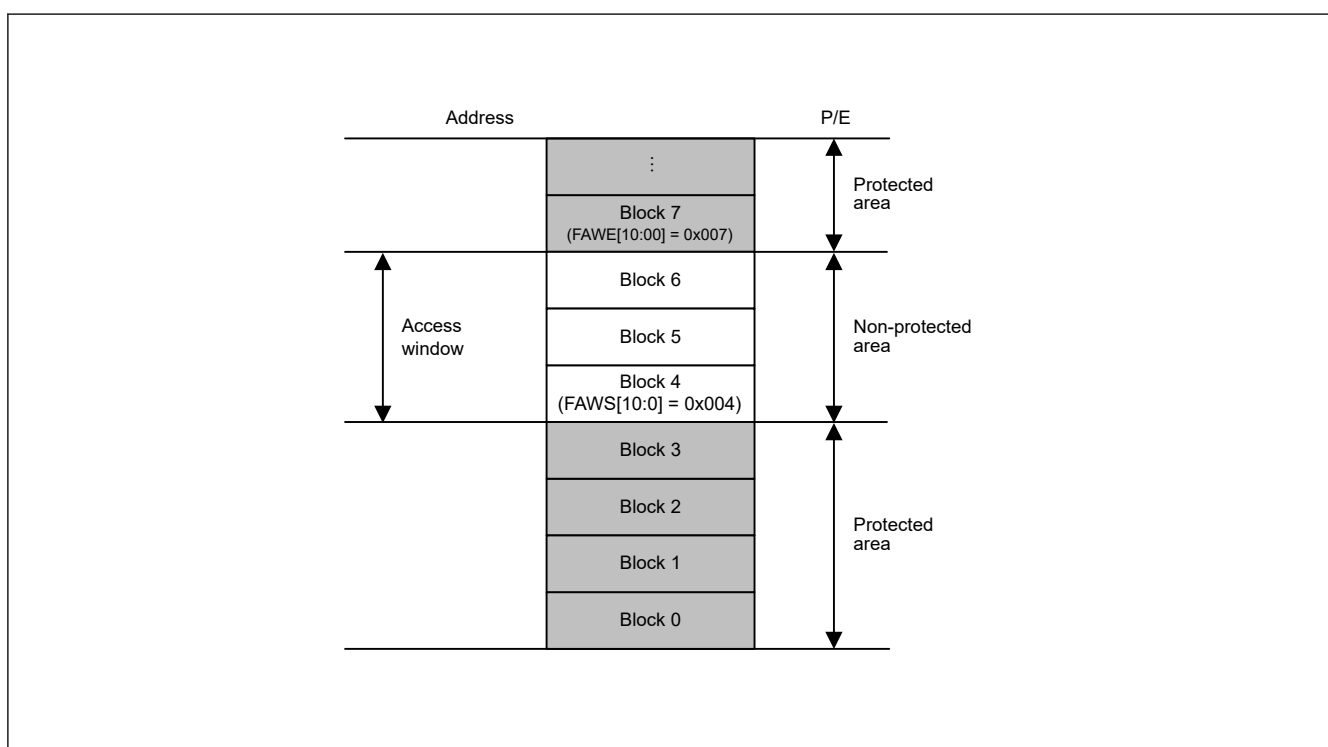 Address
P/E
⋮
Protected
area
Block 7
(FAWE[10:00] = 0x007)
Block 6
Access
window
Block 5
Non-protected
area
Block 4
(FAWS[10:0] = 0x004)
Block 3
Block 2
Protected
area
Block 1
Block 0